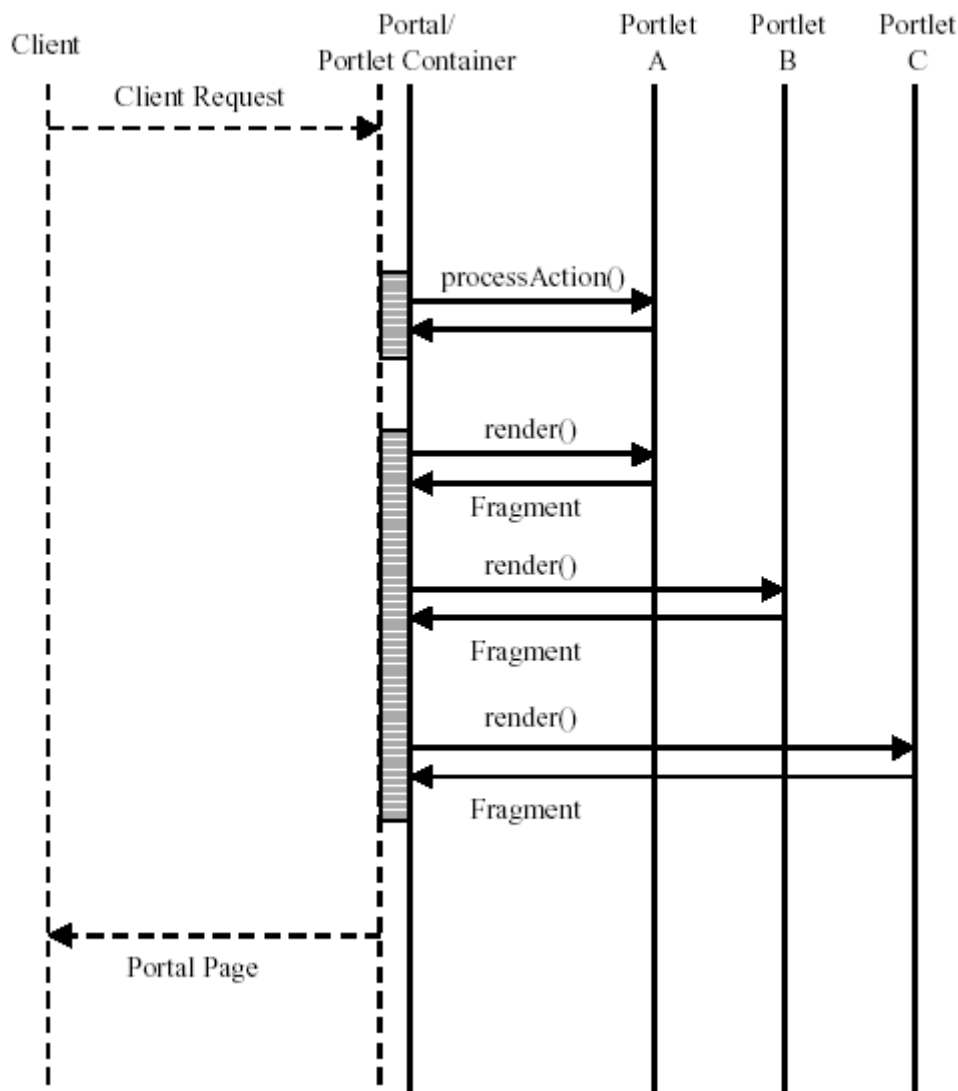 Client
Portal/
Portlet Container
Portlet
A
Portlet
B
Portlet
C
Client Request
processAction()
render()
Fragment
render()
Fragment
render()
Fragment
Portal Page